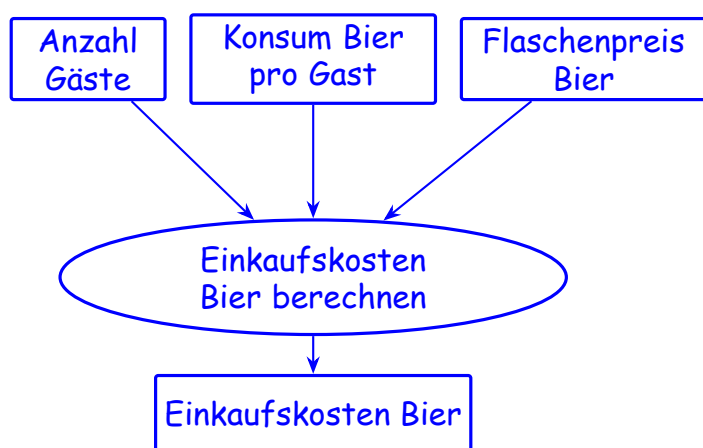 Anzahl
Gäste
Konsum Bier
pro Gast
Flaschenpreis
Bier
Einkaufskosten
Bier berechnen
Einkaufskosten Bier